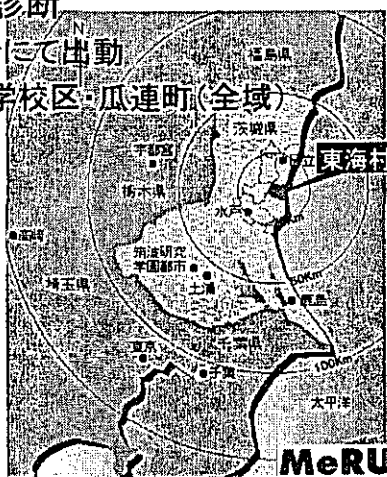 診断
にて出動
学校区・瓜連町(全域)
N
福島県
茨城県
日立
東海村
宇都宮
栃木県
水戸
高崎
筑波研究
学園都市
土浦
埼玉県
50Km
鹿島
千葉県
東京
100Km
千葉
太平洋
MeRU